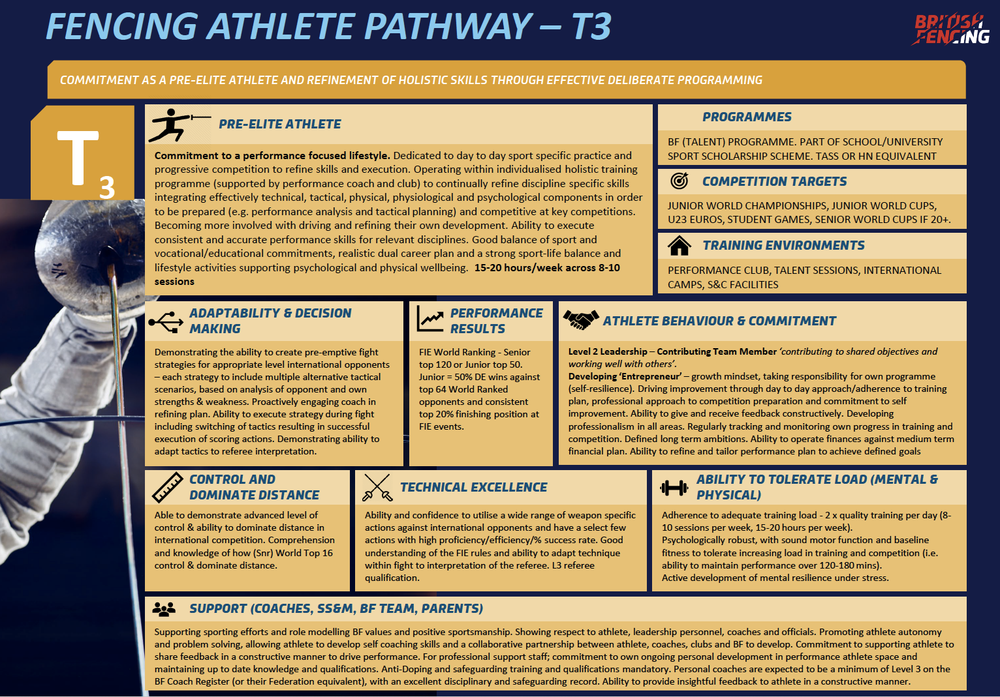 FENCING ATHLETE PATHWAY – T3
BRITISH
FENCING
COMMITMENT AS A PRE-ELITE ATHLETE AND REFINEMENT OF HOLISTIC SKILLS THROUGH EFFECTIVE DELIBERATE PROGRAMMING
T3
PRE-ELITE ATHLETE
Commitment to a performance focused lifestyle. Dedicated to day to day sport specific practice and
progressive competition to refine skills and execution. Operating within individualised holistic training
programme (supported by performance coach and club) to continually refine discipline specific skills
integrating effectively technical, tactical, physical, physiological and psychological components in order
to be prepared (e.g. performance analysis and tactical planning) and competitive at key competitions.
Becoming more involved with driving and refining their own development. Ability to execute
consistent and accurate performance skills for relevant disciplines. Good balance of sport and
vocational/educational commitments, realistic dual career plan and a strong sport-life balance and
lifestyle activities supporting psychological and physical wellbeing. 15-20 hours/week across 8-10
sessions
PROGRAMMES
BF (TALENT) PROGRAMME. PART OF SCHOOL/UNIVERSITY
SPORT SCHOLARSHIP SCHEME. TASS OR HN EQUIVALENT
COMPETITION TARGETS
JUNIOR WORLD CHAMPIONSHIPS, JUNIOR WORLD CUPS,
U23 EUROS, STUDENT GAMES, SENIOR WORLD CUPS IF 20+.
TRAINING ENVIRONMENTS
PERFORMANCE CLUB, TALENT SESSIONS, INTERNATIONAL
CAMPS, S&C FACILITIES
ADAPTABILITY & DECISION
MAKING
Demonstrating the ability to create pre-emptive fight
strategies for appropriate level international opponents
– each strategy to include multiple alternative tactical
scenarios, based on analysis of opponent and own
strengths & weakness. Proactively engaging coach in
refining plan. Ability to execute strategy during fight
including switching of tactics resulting in successful
execution of scoring actions. Demonstrating ability to
adapt tactics to referee interpretation.
PERFORMANCE
RESULTS
FIE World Ranking - Senior
top 120 or Junior top 50.
Junior = 50% DE wins against
top 64 World Ranked
opponents and consistent
top 20% finishing position at
FIE events.
ATHLETE BEHAVIOUR & COMMITMENT
Level 2 Leadership – Contributing Team Member ‘contributing to shared objectives and
working well with others’.
Developing ‘Entrepreneur’ – growth mindset, taking responsibility for own programme
(self-resilience). Driving improvement through day to day approach/adherence to training
plan, professional approach to competition preparation and commitment to self
improvement. Ability to give and receive feedback constructively. Developing
professionalism in all areas. Regularly tracking and monitoring own progress in training and
competition. Defined long term ambitions. Ability to operate finances against medium term
financial plan. Ability to refine and tailor performance plan to achieve defined goals
CONTROL AND
DOMINATE DISTANCE
Able to demonstrate advanced level of
control & ability to dominate distance in
international competition. Comprehension
and knowledge of how (Snr) World Top 16
control & dominate distance.
TECHNICAL EXCELLENCE
Ability and confidence to utilise a wide range of weapon specific
actions against international opponents and have a select few
actions with high proficiency/efficiency/% success rate. Good
understanding of the FIE rules and ability to adapt technique
within fight to interpretation of the referee. L3 referee
qualification.
ABILITY TO TOLERATE LOAD (MENTAL &
PHYSICAL)
Adherence to adequate training load - 2 x quality training per day (8-
10 sessions per week, 15-20 hours per week).
Psychologically robust, with sound motor function and baseline
fitness to tolerate increasing load in training and competition (i.e.
ability to maintain performance over 120-180 mins).
Active development of mental resilience under stress.
SUPPORT (COACHES, SS&M, BF TEAM, PARENTS)
Supporting sporting efforts and role modelling BF values and positive sportsmanship. Showing respect to athlete, leadership personnel, coaches and officials. Promoting athlete autonomy
and problem solving, allowing athlete to develop self coaching skills and a collaborative partnership between athlete, coaches, clubs and BF to develop. Commitment to supporting athlete to
share feedback in a constructive manner to drive performance. For professional support staff; commitment to own ongoing personal development in performance athlete space and
maintaining up to date knowledge and qualifications. Anti-Doping and safeguarding training and qualifications mandatory. Personal coaches are expected to be a minimum of Level 3 on the
BF Coach Register (or their Federation equivalent), with an excellent disciplinary and safeguarding record. Ability to provide insightful feedback to athlete in a constructive manner.